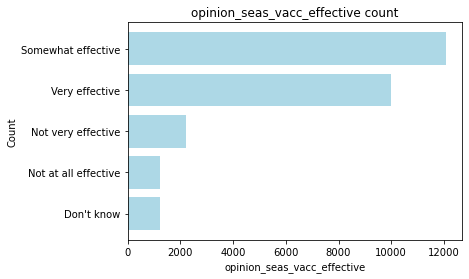 opinion_seas_vacc_effective count
Count
Somewhat effective
Very effective
Not very effective
Not at all effective
Don't know
0 2000 4000 6000 8000 10000 12000
opinion_seas_vacc_effective